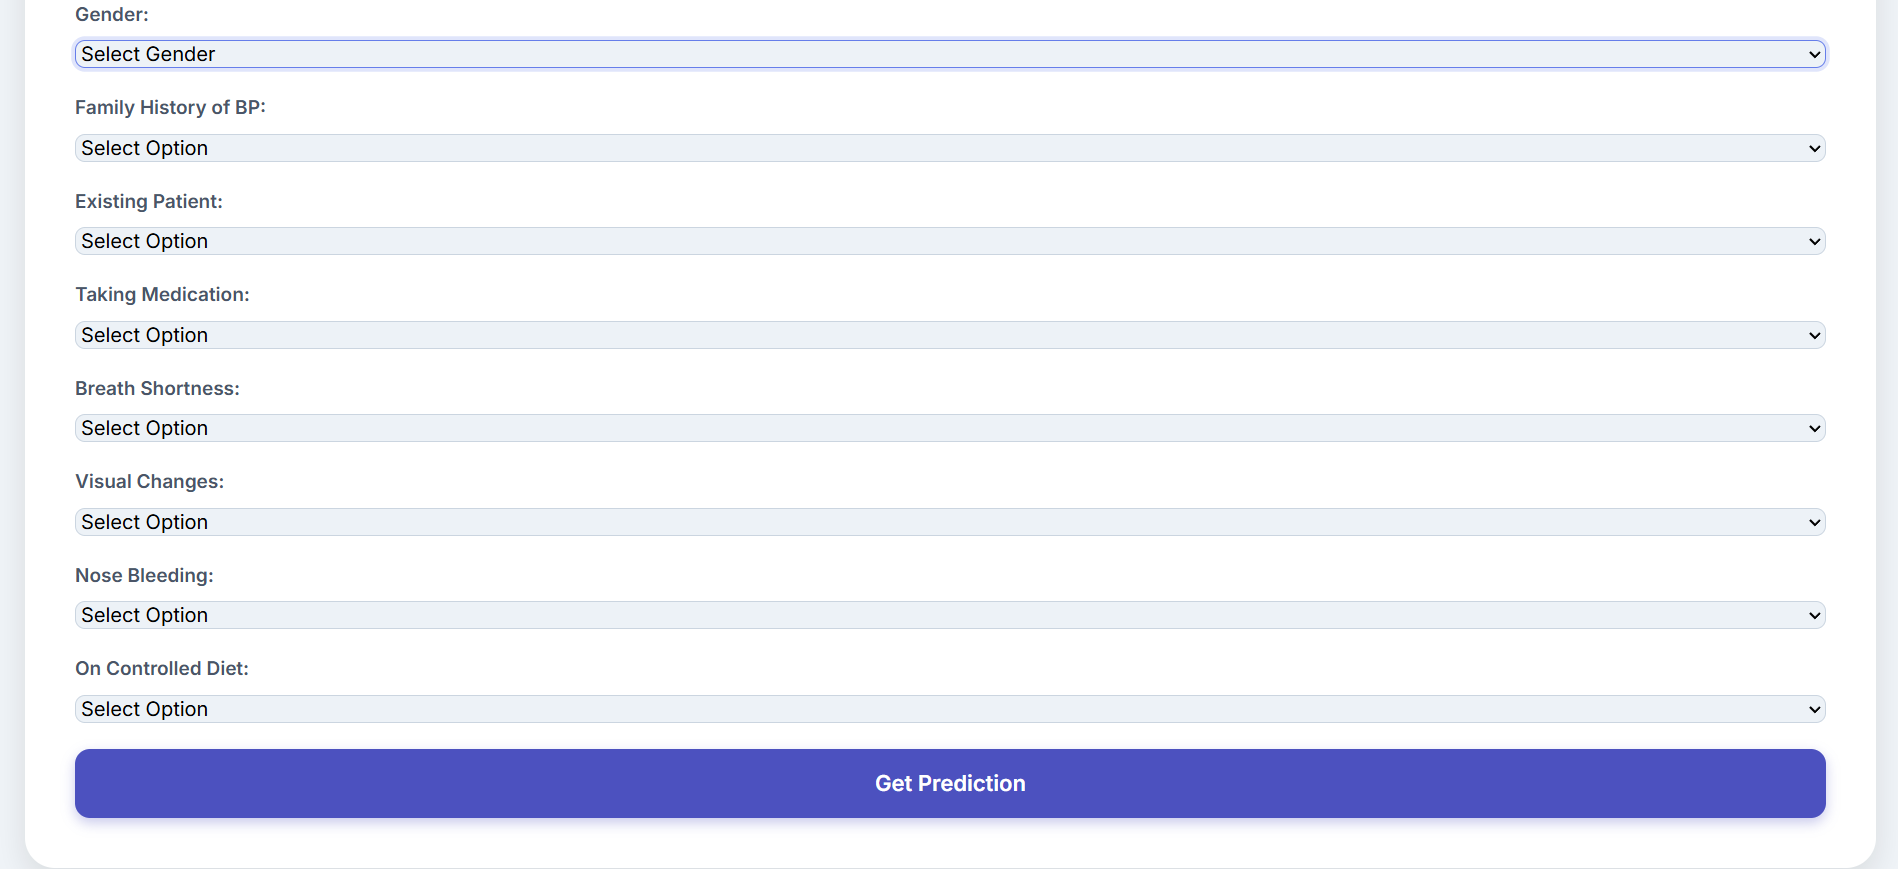 Gender:
Select Gender
Family History of BP:
Select Option
Existing Patient:
Select Option
Taking Medication:
Select Option
Breath Shortness:
Select Option
Visual Changes:
Select Option
Nose Bleeding:
Select Option
On Controlled Diet:
Select Option
Get Prediction